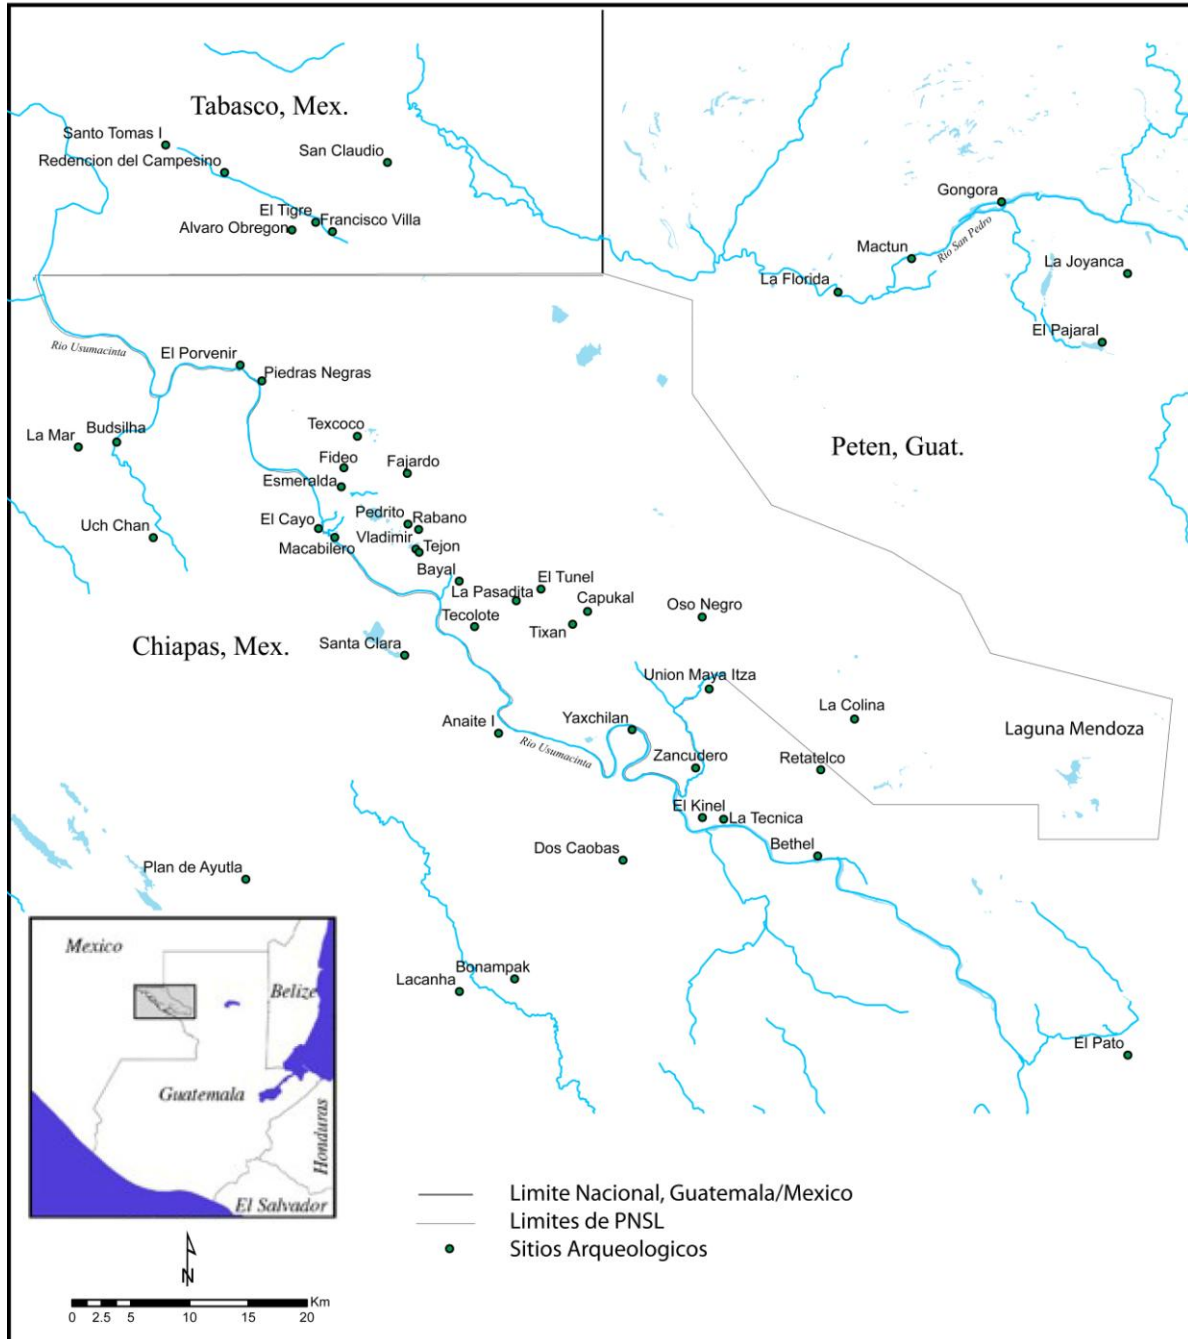 Tabasco, Mex.
Santo Tomas I
San Claudio
Redencion del Campesino
El Tigre
Francisco Villa
Alvaro Obregon
Gongora
Rio San Pedro
Mactun
La Joyanca
La Florida
El Pajaral
Rio Usumacinta
El Porvenir
Piedras Negras
Texcoco
La Mar
Budsilha
Fideo
Fajardo
Esmeralda
Peten, Guat.
Uch Chan
El Cayo
Pedrito
Rabano
Macabilero
Vladimir
Tejon
Bayal
El Tunel
La Pasadita
Capukal
Oso Negro
Tecolote
Tixan
Chiapas, Mex.
Santa Clara
Union Maya Itza
La Colina
Anaite I
Yaxchilan
Laguna Mendoza
Rio Usumacinta
Zancudero
Retatelco
El Kinel
La Tecnica
Bethel
Dos Caobas
Plan de Ayutla
Bonampak
Lacanha
El Pato
Mexico
Belize
Guatemala
Honduras
El Salvador
Limite Nacional, Guatemala/Mexico
Limites de PNSL
Sitios Arqueologicos
N
Km
0 2.5 5 10 15 20